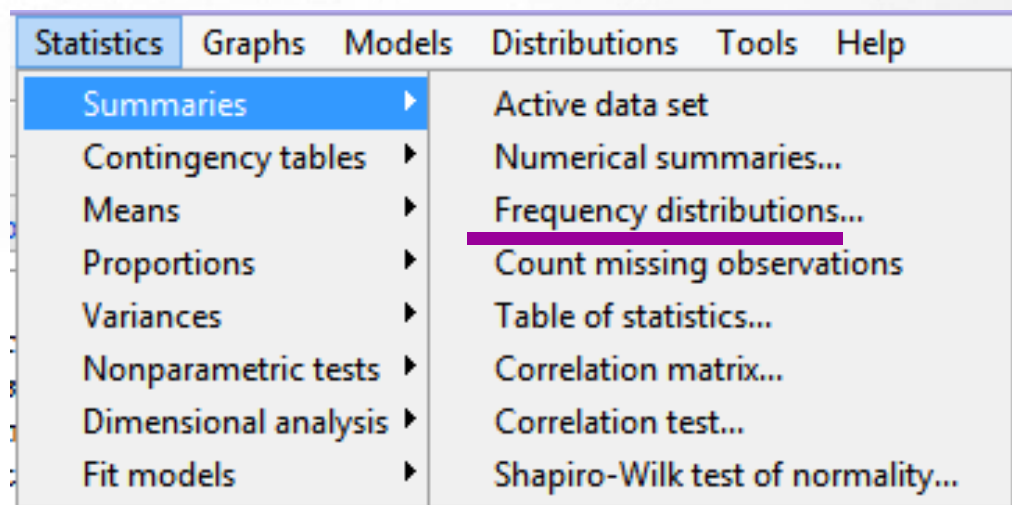 Statistics Graphs Models Distributions Tools Help
Summaries
Contingency tables
Means
Proportions
Variances
Nonparametric tests
Dimensional analysis
Fit models
Active data set
Numerical summaries...
Frequency distributions...
Count missing observations
Table of statistics...
Correlation matrix...
Correlation test...
Shapiro-Wilk test of normality...